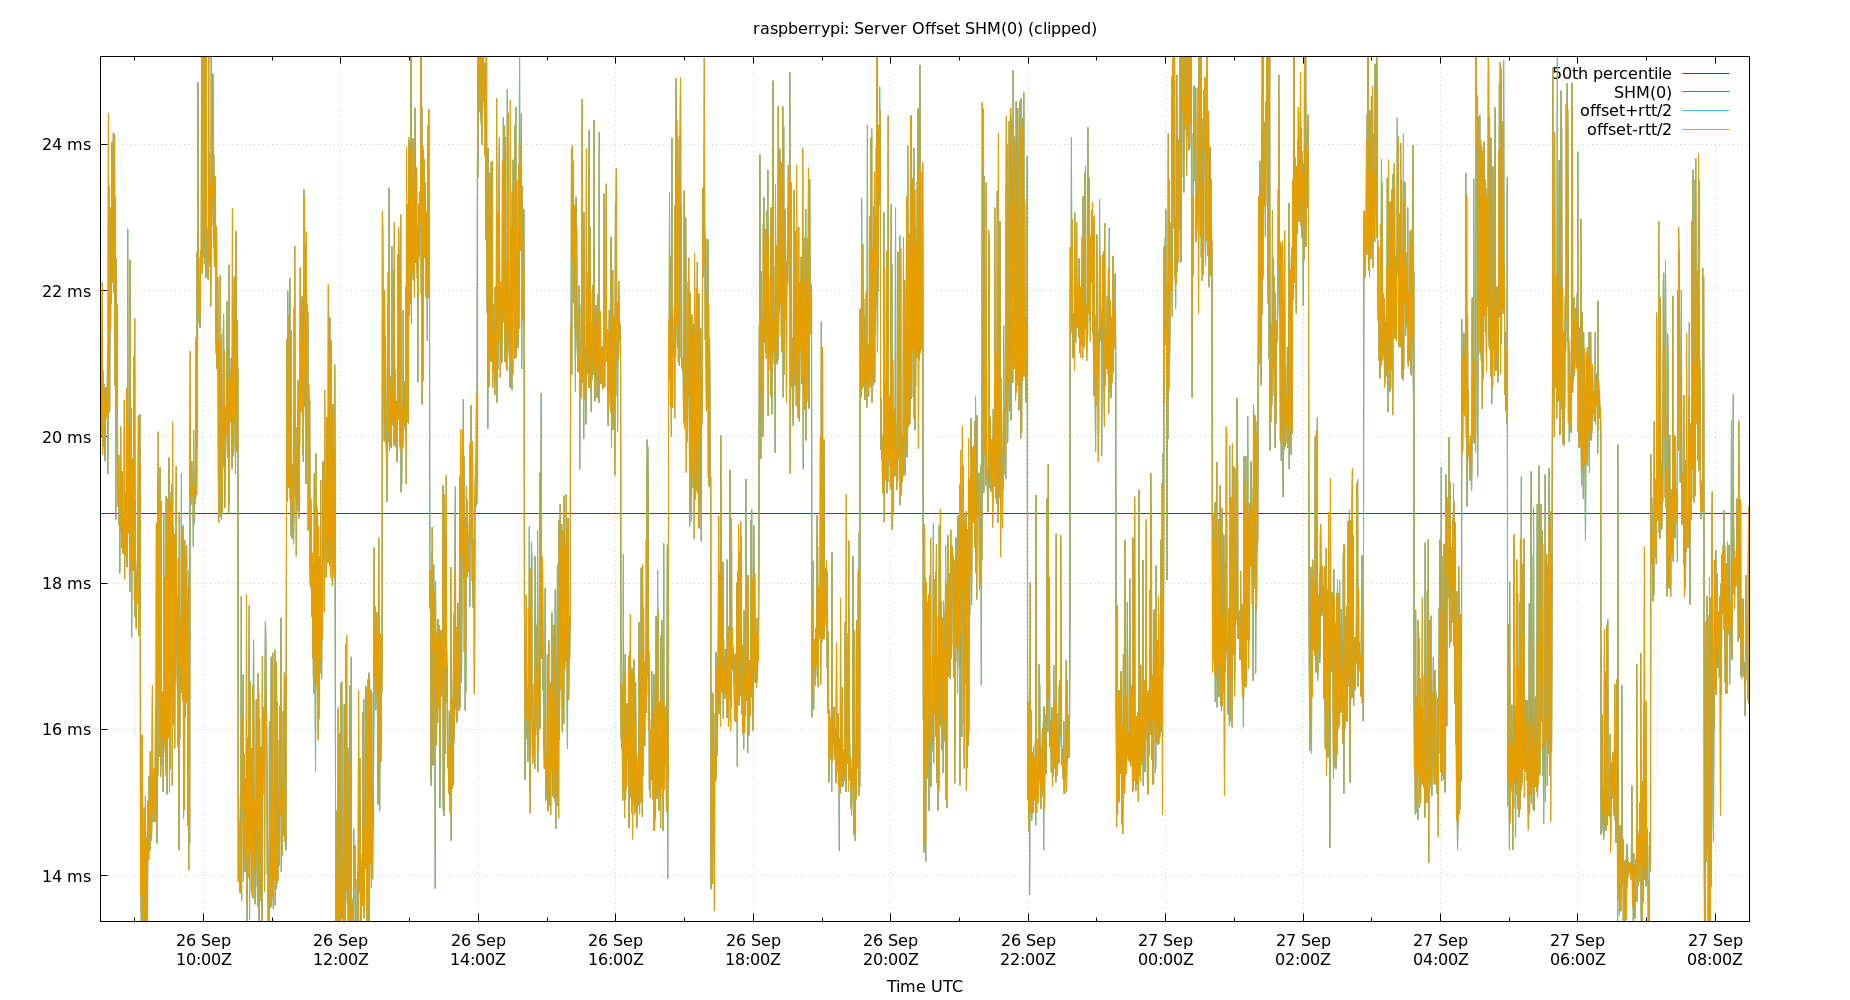 raspberrypi: Server Offset SHM(0) (clipped)
50th percentile
SHM(0)
offset+rtt/2
offset-rtt/2
24 ms
22 ms
20 ms
18 ms
16 ms
14 ms
26 Sep 26 Sep 26 Sep 26 Sep 26 Sep 26 Sep 26 Sep 27 Sep 27 Sep 27 Sep 27 Sep 27 Sep
10:00Z 12:00Z 14:00Z 16:00Z 18:00Z 20:00Z 22:00Z 00:00Z 02:00Z 04:00Z 06:00Z 08:00Z
Time UTC